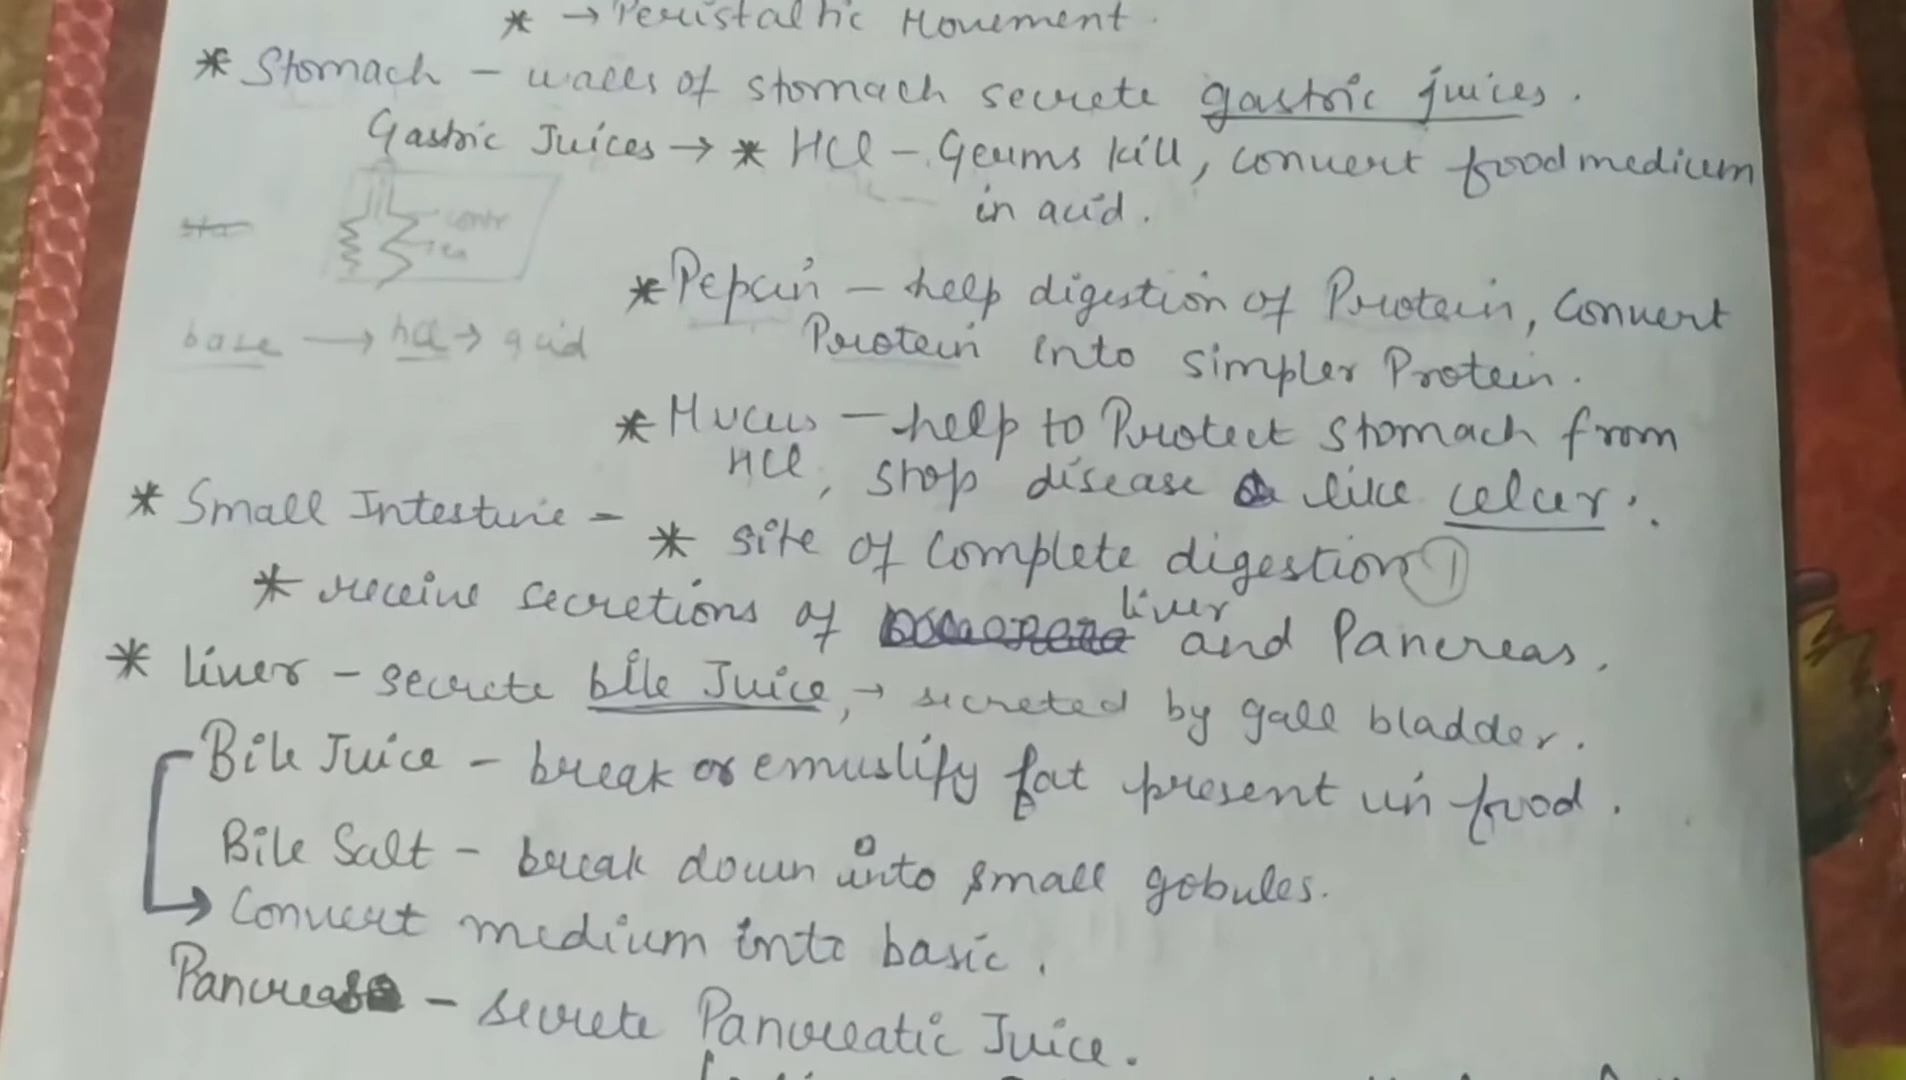 * → Peristaltic Movement.
* Stomach - walls of stomach secrete gastric juices.
Gastric Juices → * HCl - Germs kill, convert food medium
in acid.
* Pepsin - help digestion of Protein, Convert
Protein into simpler Protein.
base → hCl → acid
* Mucus - help to Protect stomach from
HCl, stop disease like ulcer.
* Small Intestine - * site of Complete digestion ①
* receive secretions of liver and Pancreas.
* Liver - secrete bile Juice, → secreted by gall bladder.
Bile Juice - break or emuslify fat present in food.
Bile Salt - break down into small gobules.
→ Convert medium into basic.
Pancreas - secrete Pancreatic Juice.